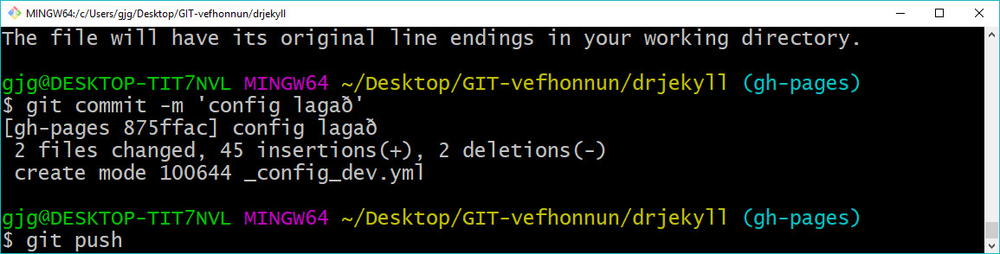 MINGW64:/c/Users/gjg/Desktop/GIT-vefhonnun/drjekyll
The file will have its original line endings in your working directory.
gjg@DESKTOP-TIT7NVL MINGW64 ~/Desktop/GIT-vefhonnun/drjekyll (gh-pages)
$ git commit -m 'config lagað'
[gh-pages 875ffac] config lagað
 2 files changed, 45 insertions(+), 2 deletions(-)
 create mode 100644 _config_dev.yml
gjg@DESKTOP-TIT7NVL MINGW64 ~/Desktop/GIT-vefhonnun/drjekyll (gh-pages)
$ git push